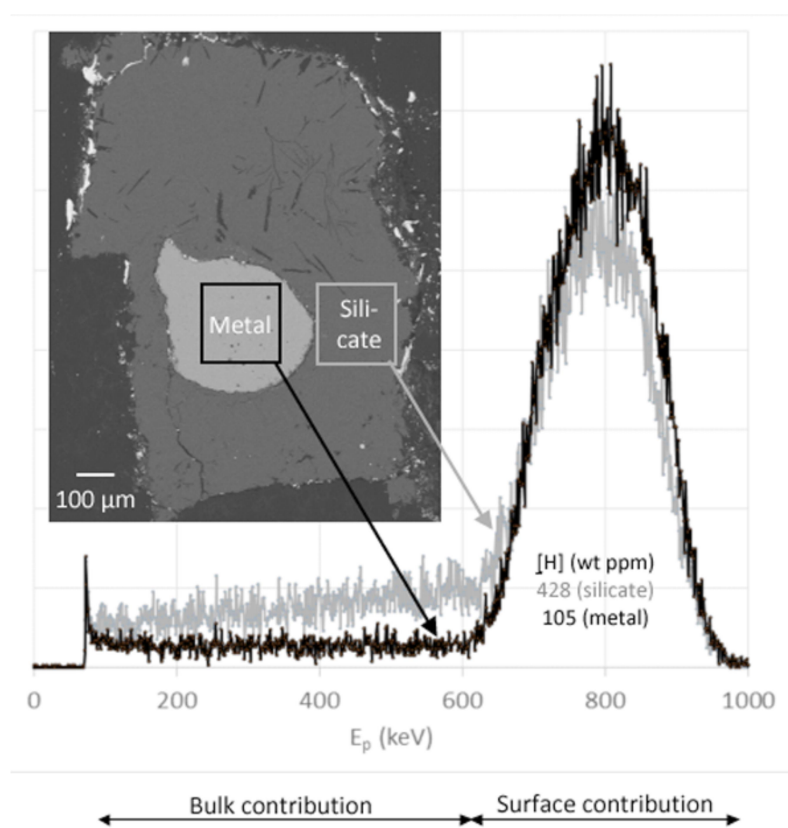 Metal
Sili-
cate
100 µm
[H] (wt ppm)
428 (silicate)
105 (metal)
0 200 400 600 800 1000
Ep (keV)
Bulk contribution Surface contribution